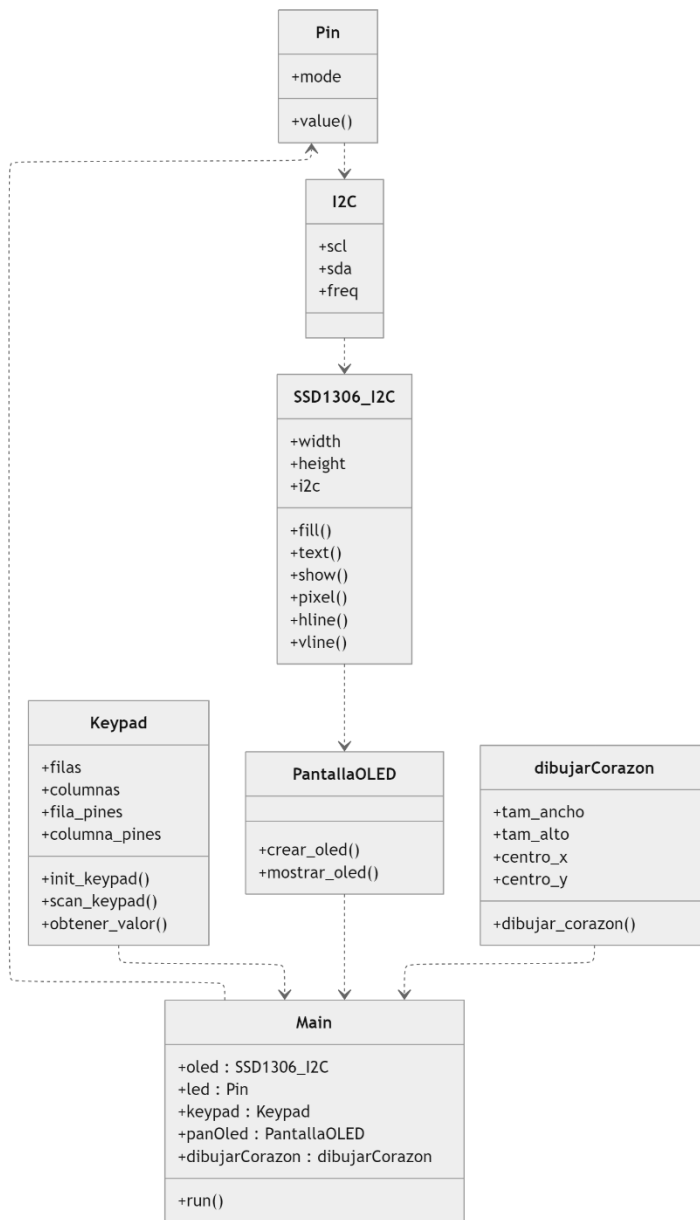 Pin
+mode
+value()
I2C
+scl
+sda
+freq
SSD1306_I2C
+width
+height
+i2c
+fill()
+text()
+show()
+pixel()
+hline()
+vline()
Keypad
+filas
+columnas
+fila_pines
+columna_pines
+init_keypad()
+scan_keypad()
+obtener_valor()
PantallaOLED
+crear_oled()
+mostrar_oled()
dibujarCorazon
+tam_ancho
+tam_alto
+centro_x
+centro_y
+dibujar_corazon()
Main
+oled : SSD1306_I2C
+led : Pin
+keypad : Keypad
+panOled : PantallaOLED
+dibujarCorazon : dibujarCorazon
+run()